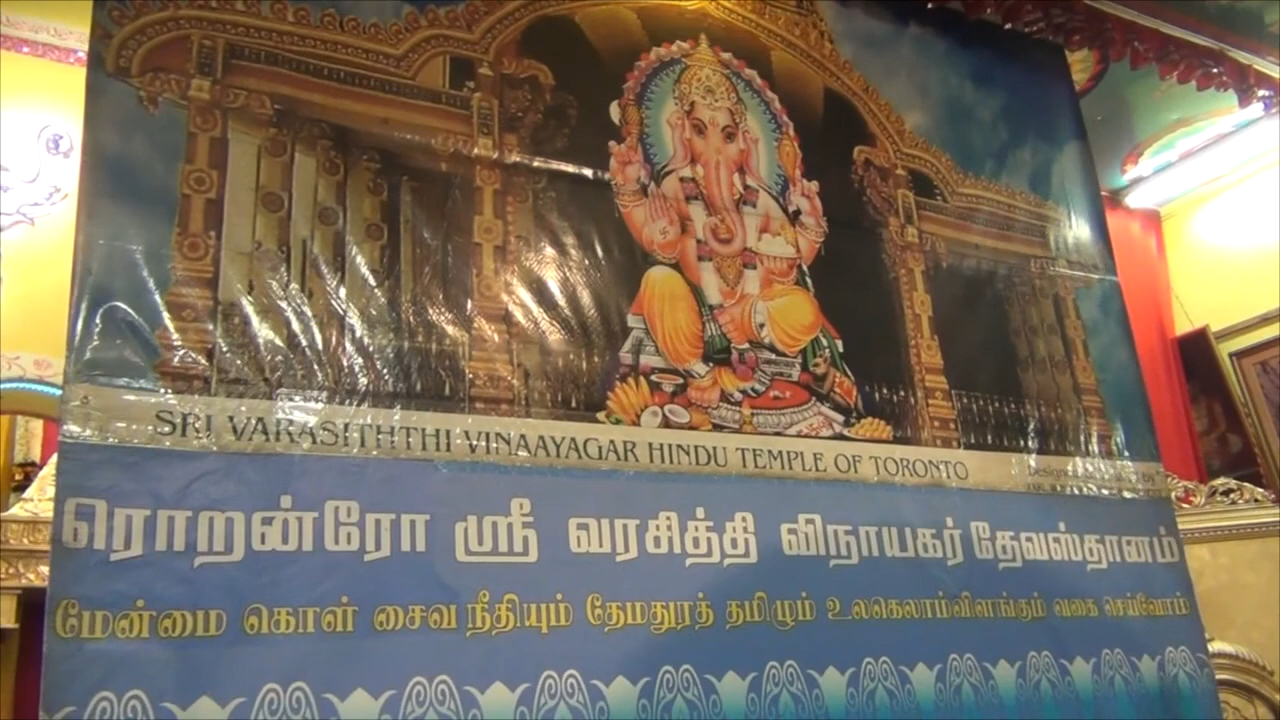 SRI VARASITHTHI VINAAYAGAR HINDU TEMPLE OF TORONTO
ரொறன்ரோ ஸ்ரீ வரசித்தி விநாயகர் தேவஸ்தானம்
மேன்மை கொள் சைவ நீதியும் தேமதுரத் தமிழும் உலகெலாம்விளங்கும் வகை செய்வோம்